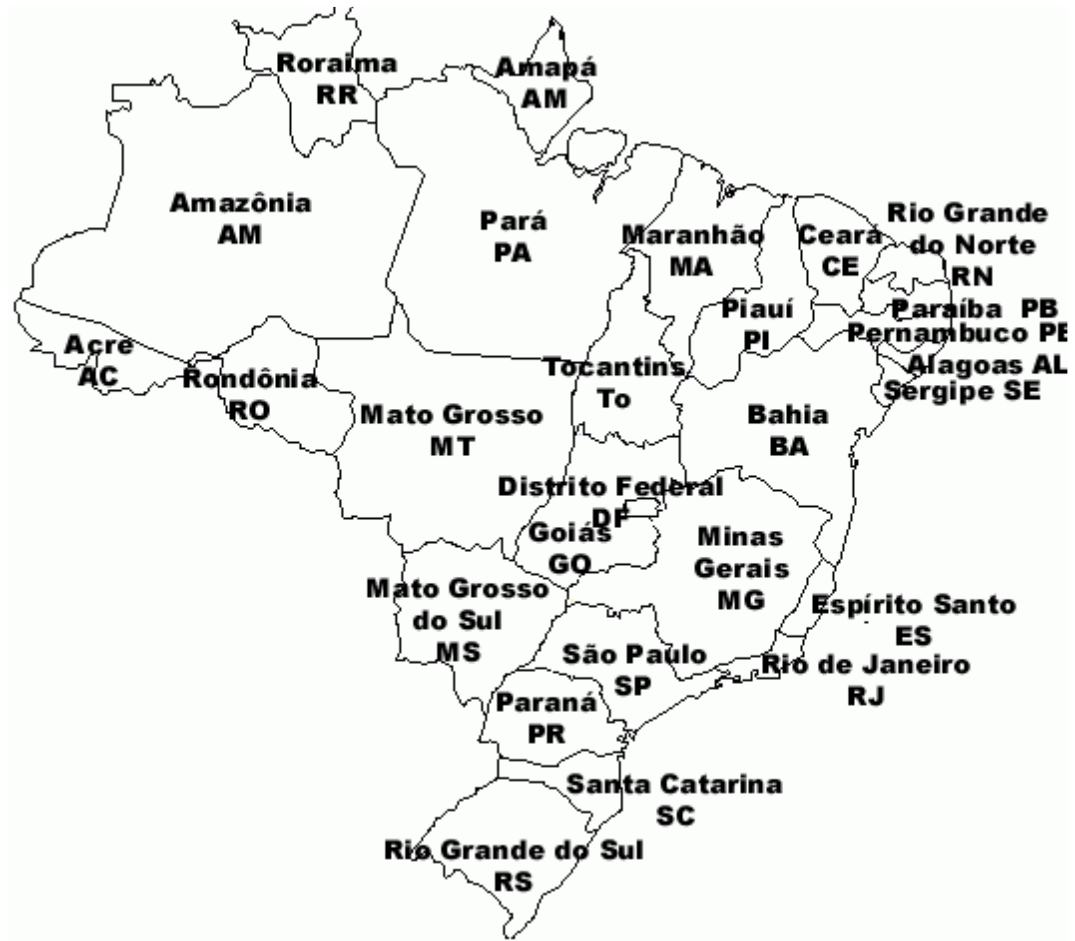 Roraima
RR
Amapá
AM
Amazônia
AM
Pará
PA
Maranhão
MA
Ceará
CE
Rio Grande
do Norte
RN
Piauí
PI
Paraíba PB
Pernambuco PE
Alagoas AL
Sergipe SE
Acre
AC
Rondônia
RO
Mato Grosso
MT
Tocantins
To
Bahia
BA
Distrito Federal
DF
Goiás
GO
Minas
Gerais
MG
Mato Grosso
do Sul
MS
Espírito Santo
ES
São Paulo
SP
Rio de Janeiro
RJ
Paraná
PR
Santa Catarina
SC
Rio Grande do Sul
RS